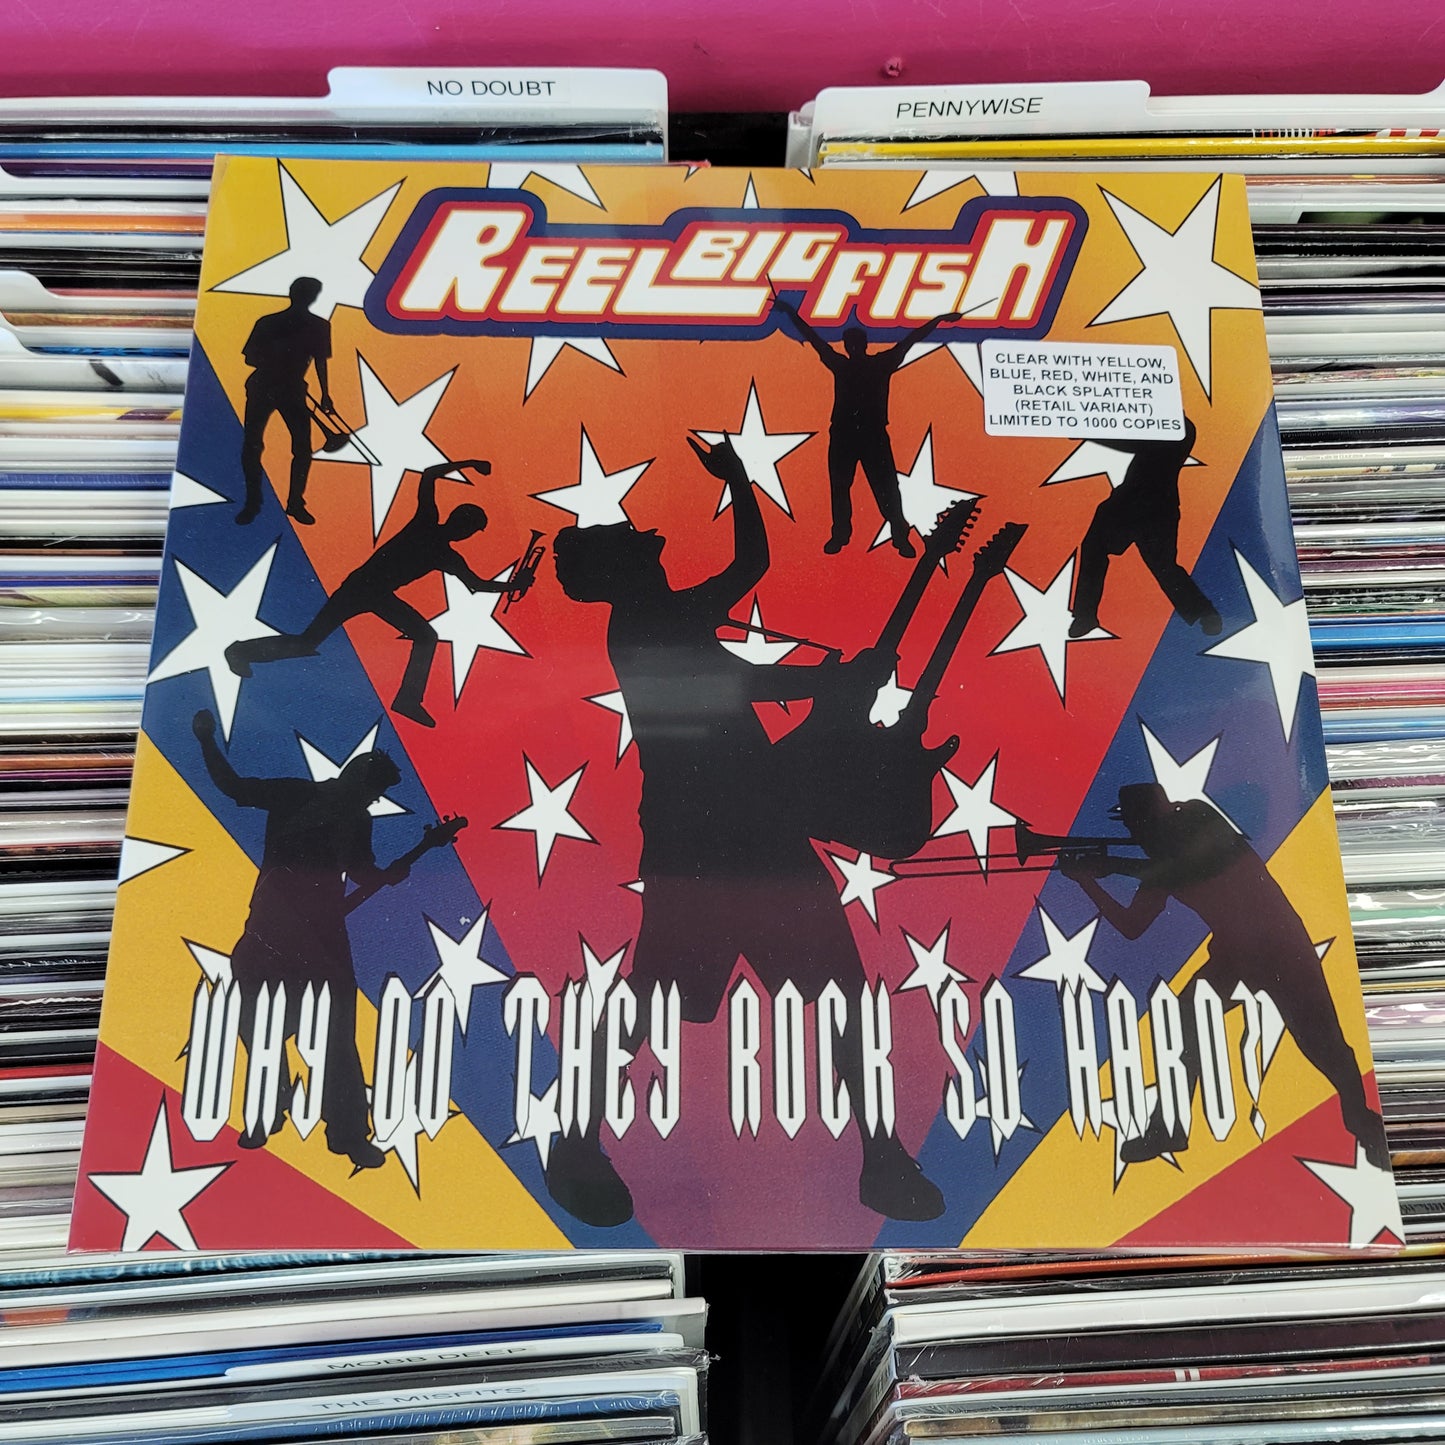 NO DOUBT
PENNYWISE
REEL BIG FISH
CLEAR WITH YELLOW,
BLUE, RED, WHITE, AND
BLACK SPLATTER
(RETAIL VARIANT)
LIMITED TO 1000 COPIES
WHY DO THEY ROCK SO HARD?
MOBB DEEP
THE MISFITS